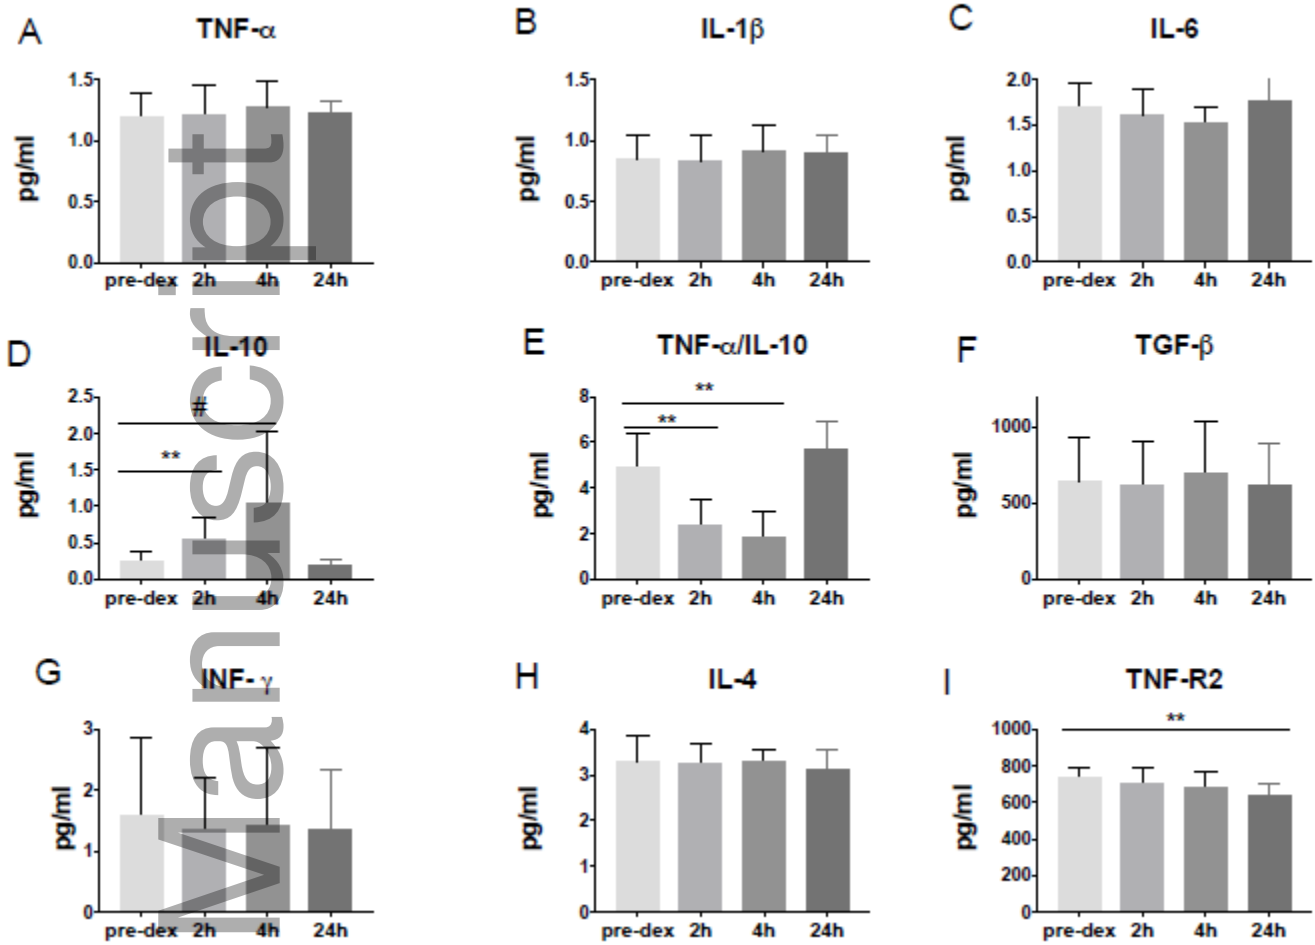 A TNF-α
pg/ml
1.5
1.0
0.5
0.0
pre-dex 2h 4h 24h
B IL-1β
pg/ml
1.5
1.0
0.5
0.0
pre-dex 2h 4h 24h
C IL-6
pg/ml
2.0
1.5
1.0
0.5
0.0
pre-dex 2h 4h 24h
D IL-10
pg/ml
2.5
2.0
1.5
1.0
0.5
0.0
#
**
pre-dex 2h 4h 24h
E TNF-α/IL-10
pg/ml
8
6
4
2
0
**
**
pre-dex 2h 4h 24h
F TGF-β
pg/ml
1000
500
0
pre-dex 2h 4h 24h
G INF- γ
pg/ml
3
2
1
0
pre-dex 2h 4h 24h
H IL-4
pg/ml
4
3
2
1
0
pre-dex 2h 4h 24h
I TNF-R2
pg/ml
1000
800
600
400
200
0
**
pre-dex 2h 4h 24h
Manuscript